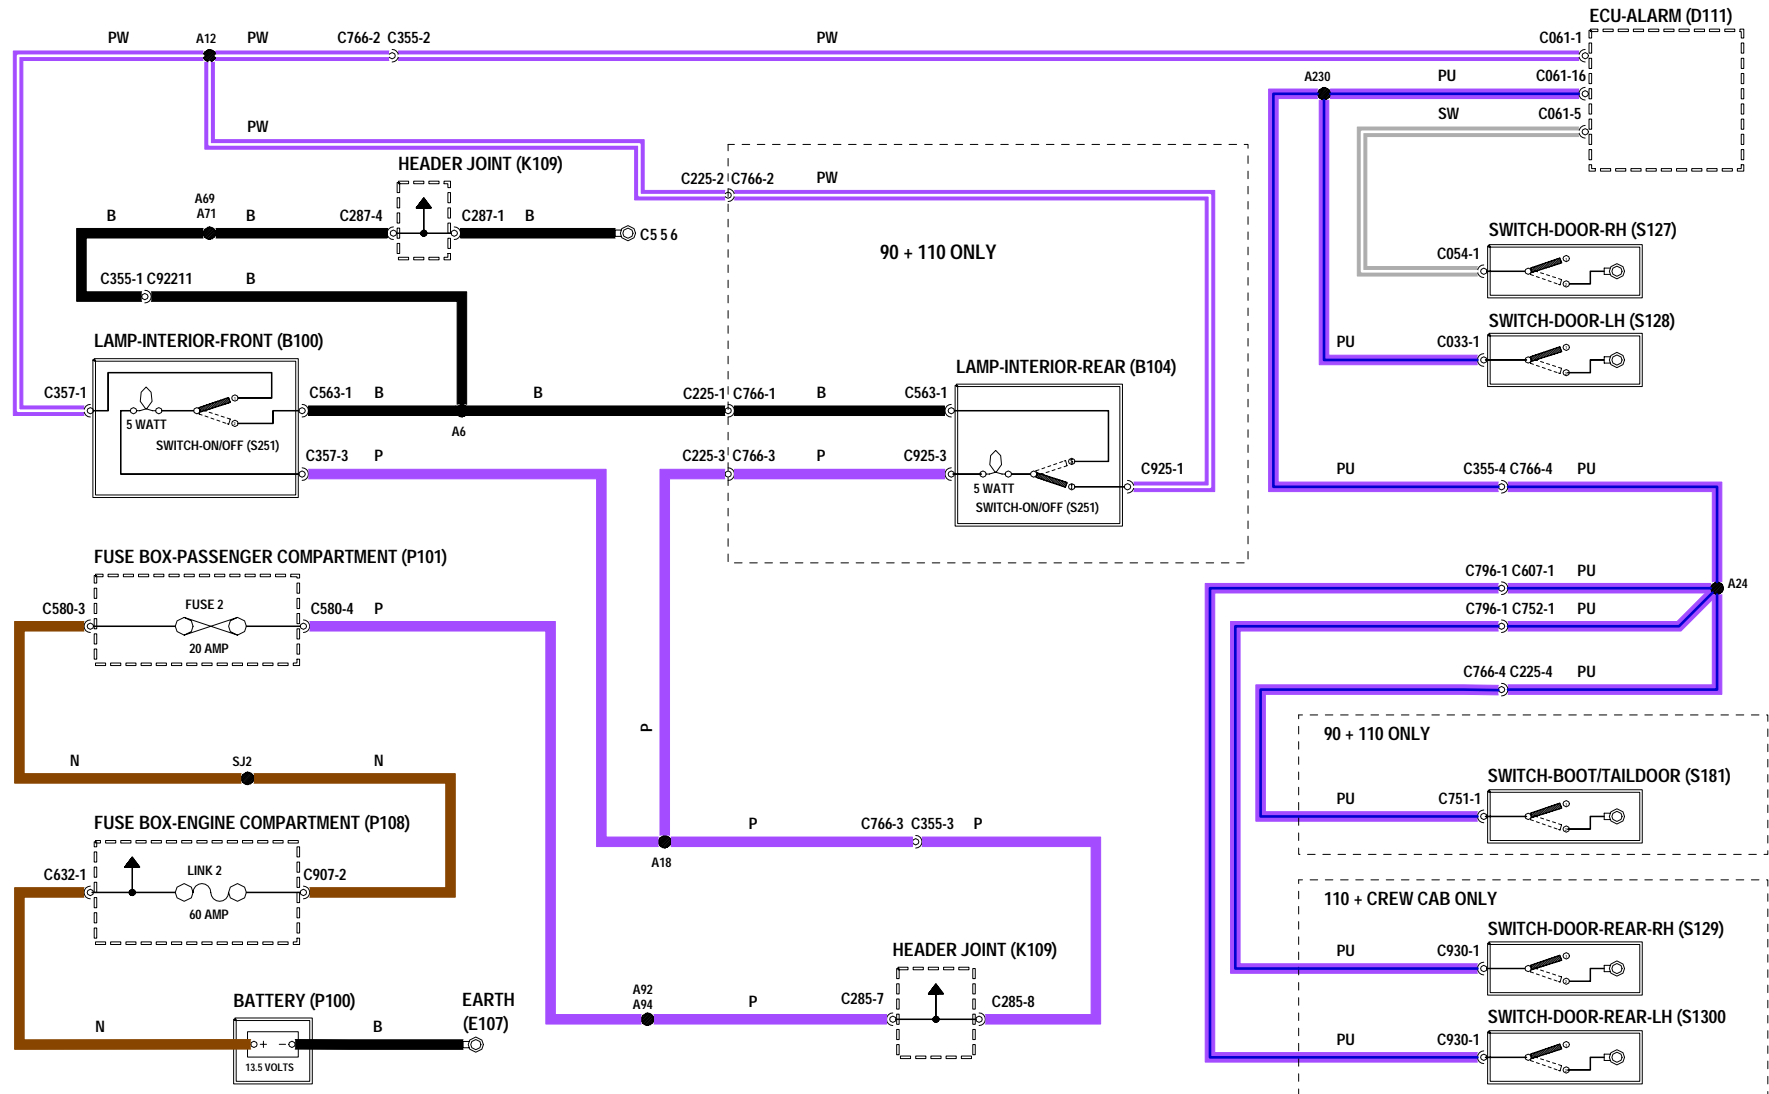 ECU-ALARM (D111)
PW
A12
PW
C766-2 C355-2
PW
C061-1
A230
PU
C061-16
SW
C061-5
PW
HEADER JOINT (K109)
C225-2 C766-2
PW
A69
A71
B
B
C287-4
C287-1
B
C556
90 + 110 ONLY
SWITCH-DOOR-RH (S127)
C054-1
C355-1 C92211
B
SWITCH-DOOR-LH (S128)
PU
C033-1
LAMP-INTERIOR-FRONT (B100)
LAMP-INTERIOR-REAR (B104)
C357-1
C563-1
B
B
C225-1 C766-1
B
C563-1
5 WATT
SWITCH-ON/OFF (S251)
A6
C357-3
P
C225-3 C766-3
P
C925-3
C925-1
5 WATT
SWITCH-ON/OFF (S251)
PU
C355-4 C766-4
PU
FUSE BOX-PASSENGER COMPARTMENT (P101)
C580-3
FUSE 2
C580-4
P
20 AMP
C796-1 C607-1
PU
A24
C796-1 C752-1
PU
C766-4 C225-4
PU
P
90 + 110 ONLY
N
SJ2
N
SWITCH-BOOT/TAILDOOR (S181)
PU
C751-1
FUSE BOX-ENGINE COMPARTMENT (P108)
P
C766-3 C355-3
P
A18
C632-1
LINK 2
C907-2
60 AMP
110 + CREW CAB ONLY
SWITCH-DOOR-REAR-RH (S129)
PU
C930-1
HEADER JOINT (K109)
BATTERY (P100)
EARTH
(E107)
A92
A94
P
C285-7
C285-8
SWITCH-DOOR-REAR-LH (S1300
N
B
PU
C930-1
+ −
13.5 VOLTS